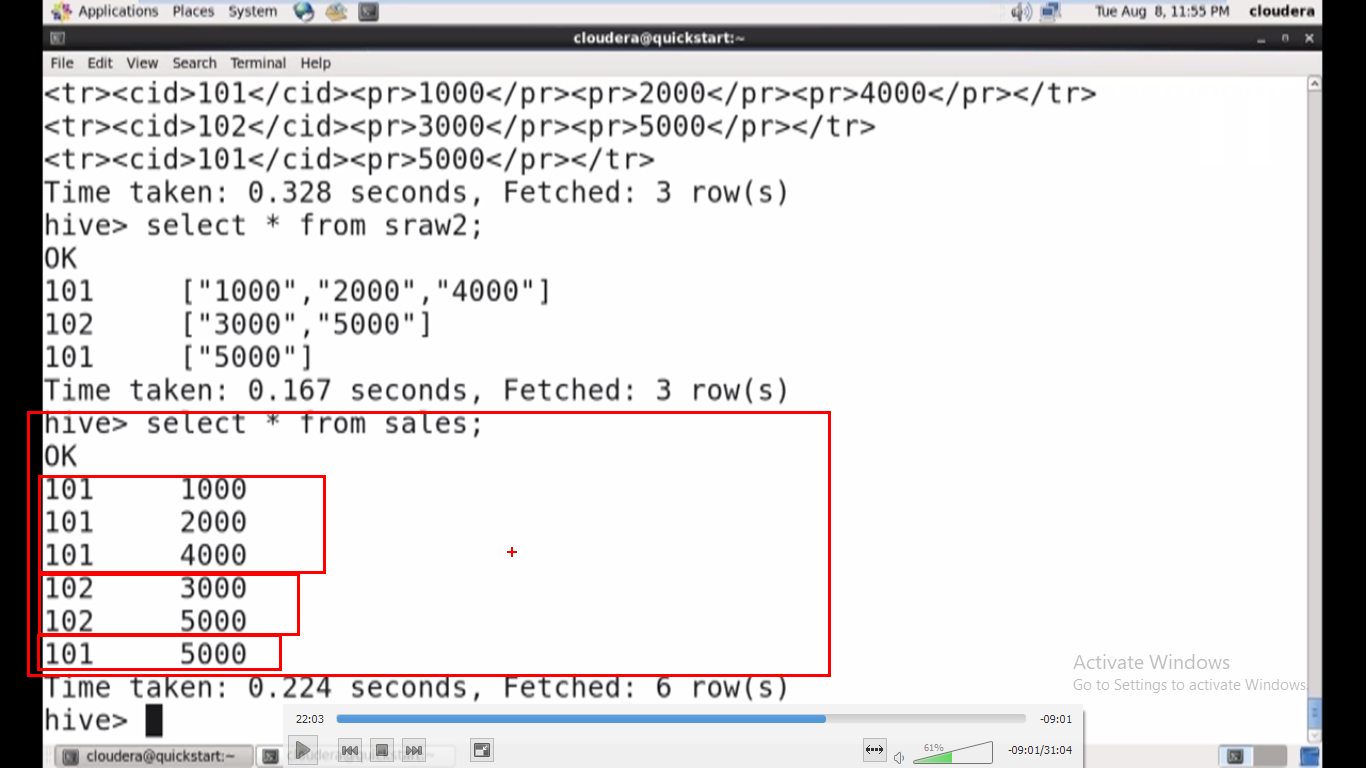 Applications Places System Tue Aug 8, 11:55 PM cloudera
cloudera@quickstart:~
File Edit View Search Terminal Help
<tr><cid>101</cid><pr>1000</pr><pr>2000</pr><pr>4000</pr></tr>
<tr><cid>102</cid><pr>3000</pr><pr>5000</pr></tr>
<tr><cid>101</cid><pr>5000</pr></tr>
Time taken: 0.328 seconds, Fetched: 3 row(s)
hive> select * from sraw2;
OK
101 ["1000","2000","4000"]
102 ["3000","5000"]
101 ["5000"]
Time taken: 0.167 seconds, Fetched: 3 row(s)
hive> select * from sales;
OK
101 1000
101 2000
101 4000
102 3000
102 5000
101 5000
Time taken: 0.224 seconds, Fetched: 6 row(s)
hive>
Activate Windows
Go to Settings to activate Windows.
22:03 -09:01
61% -09:01/31:04
cloudera@quickstart:~ cloudera@quickstart:~